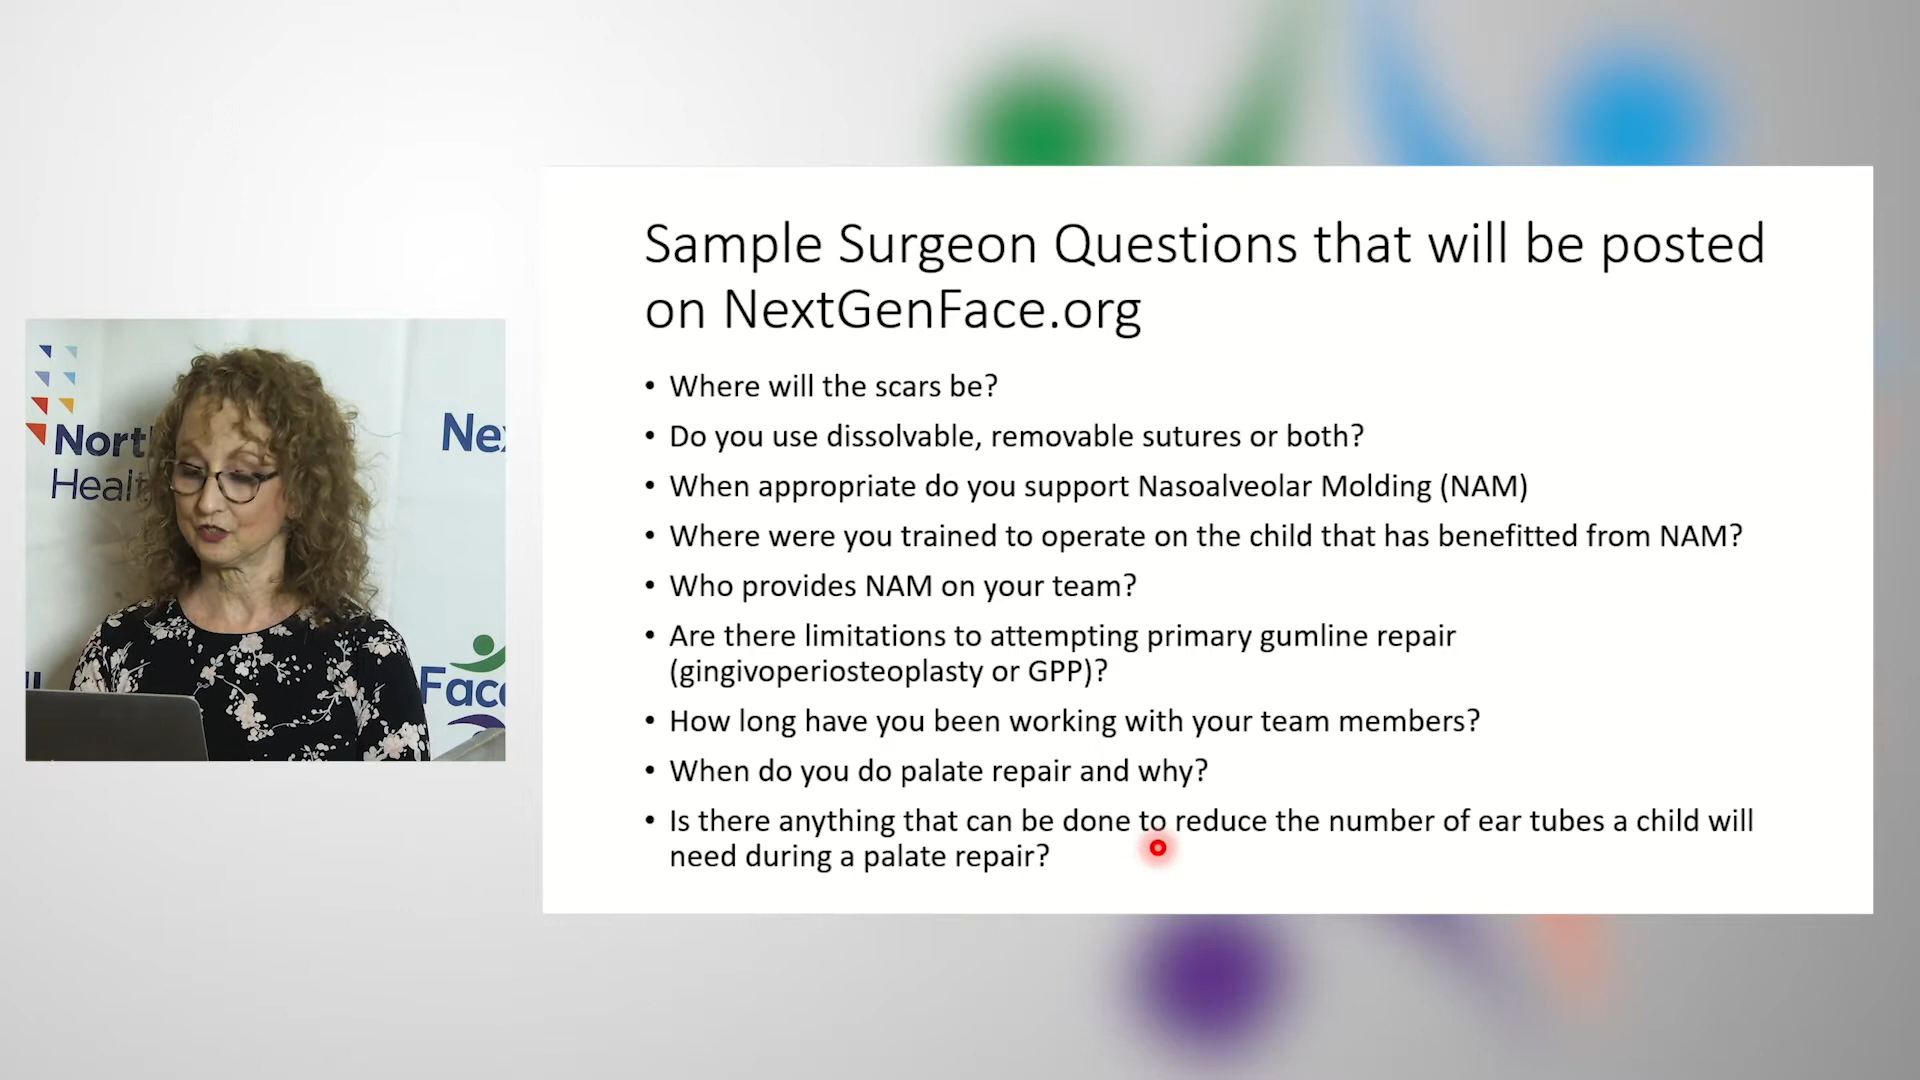 Sample Surgeon Questions that will be posted
on NextGenFace.org
• Where will the scars be?
• Do you use dissolvable, removable sutures or both?
• When appropriate do you support Nasoalveolar Molding (NAM)
• Where were you trained to operate on the child that has benefitted from NAM?
• Who provides NAM on your team?
• Are there limitations to attempting primary gumline repair
(gingivoperiosteoplasty or GPP)?
• How long have you been working with your team members?
• When do you do palate repair and why?
• Is there anything that can be done to reduce the number of ear tubes a child will
need during a palate repair?
Nort
Healt
Nex
Face